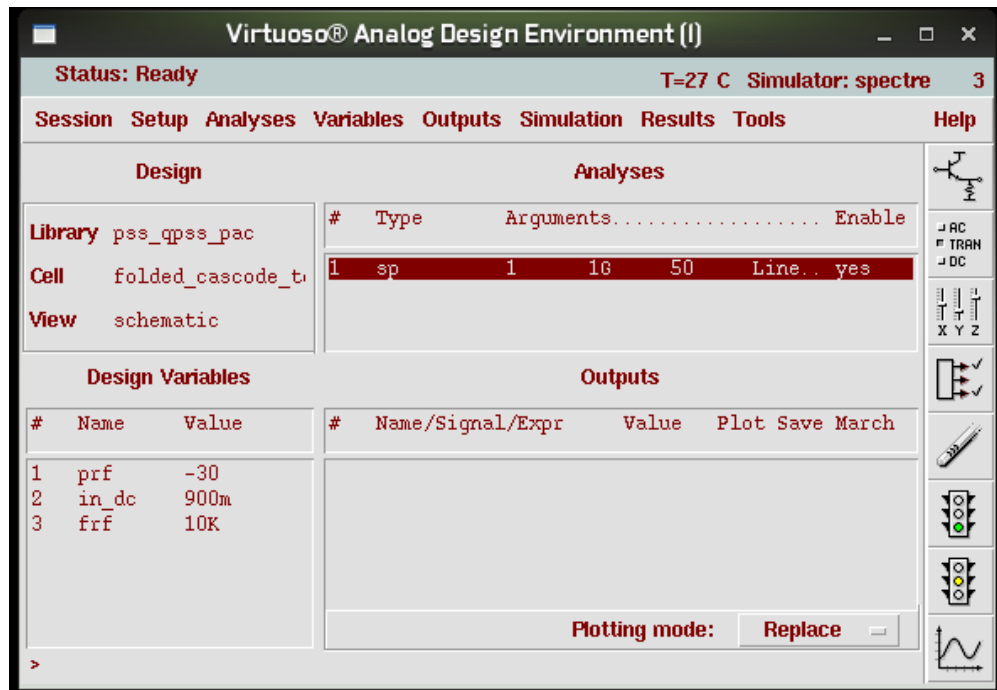 Virtuoso® Analog Design Environment (1)
Status: Ready T=27 C Simulator: spectre 3
Session Setup Analyses Variables Outputs Simulation Results Tools Help
Design
Library pss_qpss_pac
Cell folded_cascode_t
View schematic
Analyses
# Type Arguments................... Enable
1 sp 1 1G 50 Line.. yes
AC
TRAN
DC
X Y Z
Design Variables
# Name Value
1 prf -30
2 in_dc 900m
3 frf 10K
Outputs
# Name/Signal/Expr Value Plot Save March
Plotting mode: Replace
>